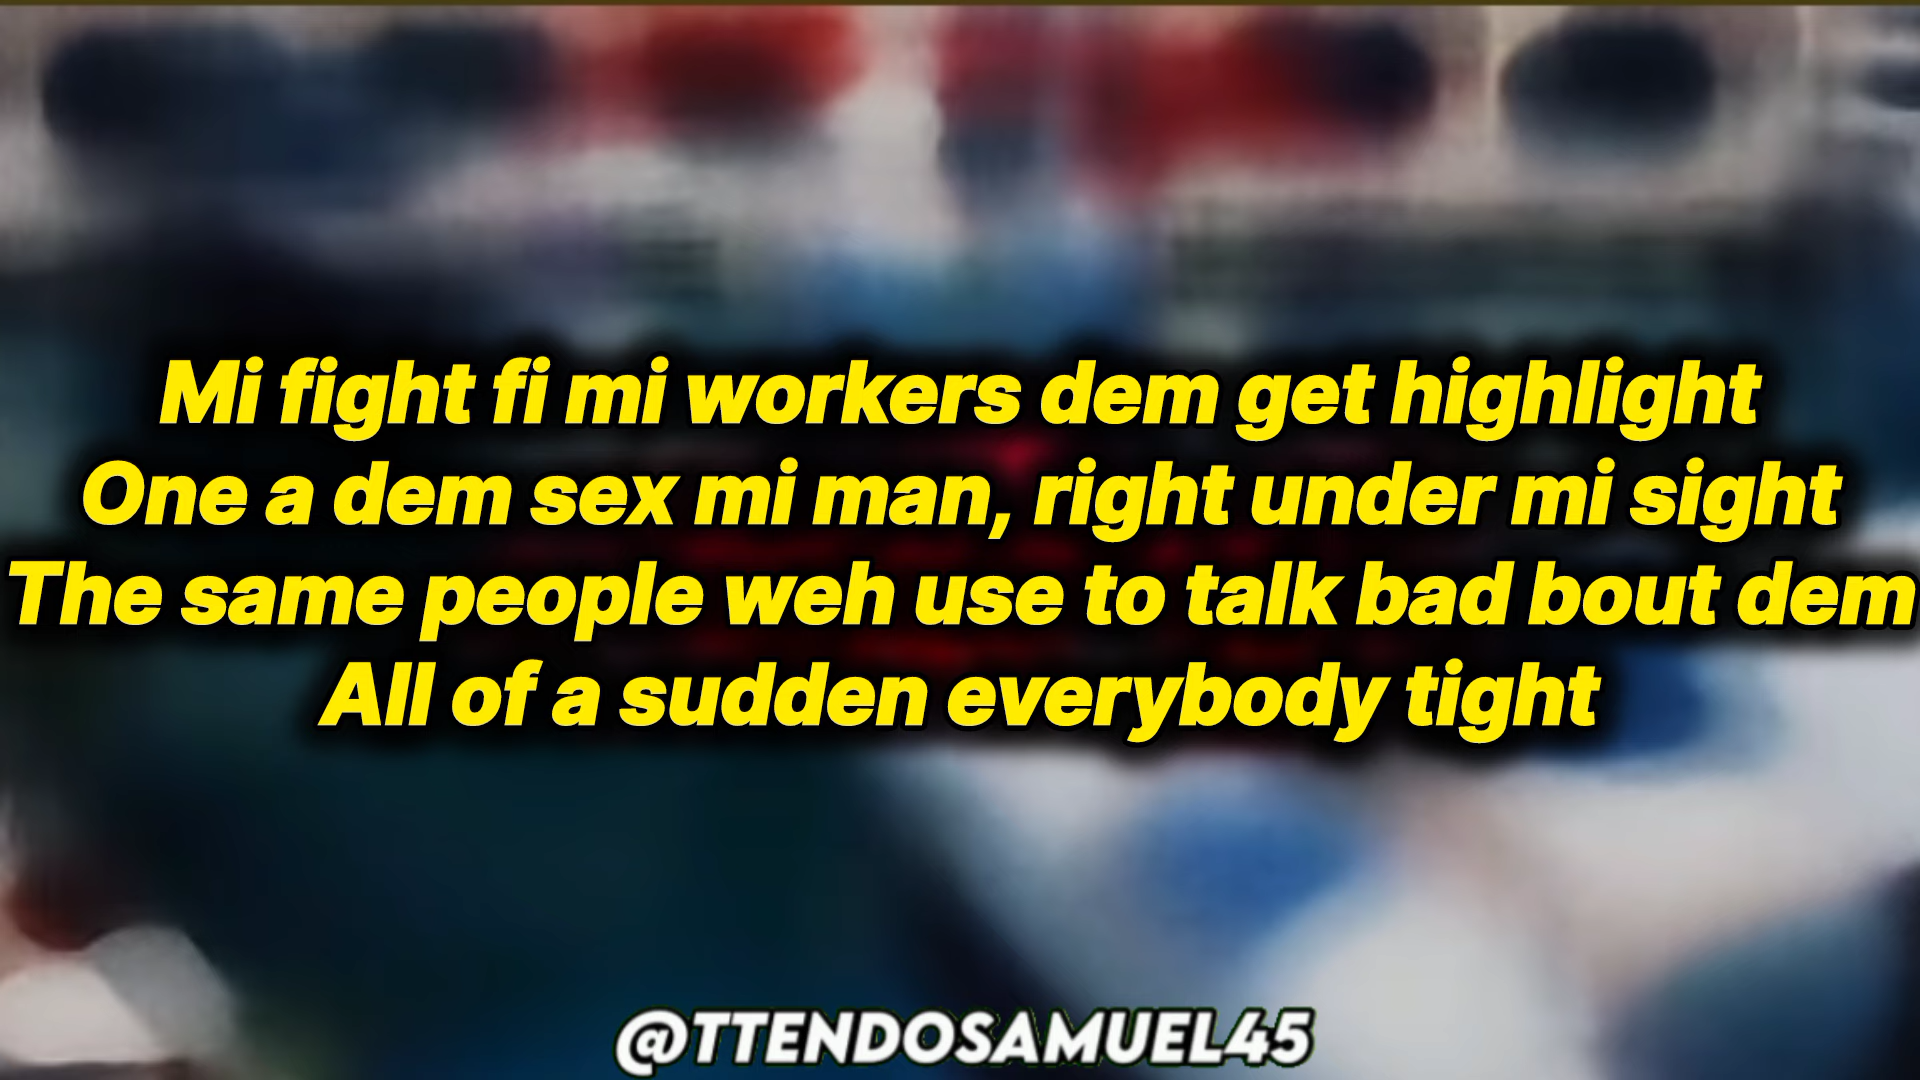 Mi fight fi mi workers dem get highlight
One a dem sex mi man, right under mi sight
The same people weh use to talk bad bout dem
All of a sudden everybody tight
@TTENDOSAMUEL45